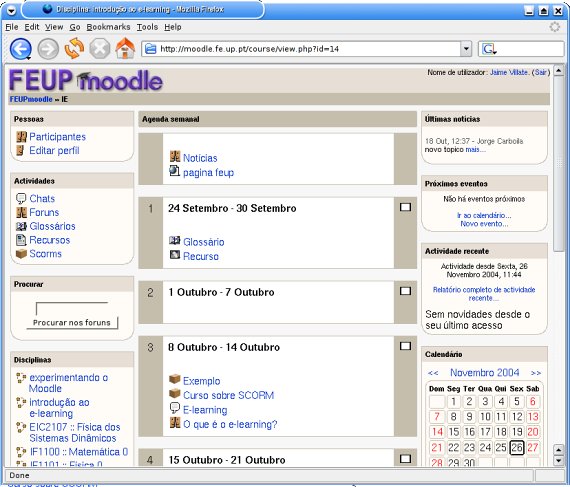 Disciplina: introdução ao e-learning - Mozilla Firefox
File Edit View Go Bookmarks Tools Help
http://moodle.fe.up.pt/course/view.php?id=14
FEUP moodle
Nome de utilizador: Jaime Villate. (Sair)
FEUPmoodle » IE
Pessoas
Participantes
Editar perfil
Actividades
Chats
Foruns
Glossários
Recursos
Scorms
Procurar
Procurar nos foruns
Disciplinas
experimentando o
Moodle
introdução ao
e-learning
EIC2107 :: Física dos
Sistemas Dinâmicos
IF1100 :: Matemática 0
IF1101 :: Física 0
Agenda semanal
Notícias
pagina feup
1 24 Setembro - 30 Setembro
Glossário
Recurso
2 1 Outubro - 7 Outubro
3 8 Outubro - 14 Outubro
Exemplo
Curso sobre SCORM
E-learning
O que é o e-learning?
4 15 Outubro - 21 Outubro
Últimas notícias
18 Out, 12:37 - Jorge Carboila
novo topico mais...
Próximos eventos
Não há eventos próximos
Ir ao calendário...
Novo evento...
Actividade recente
Actividade desde Sexta, 26
Novembro 2004, 11:44
Relatório completo de actividade
recente...
Sem novidades desde o
seu último acesso
Calendário
<< Novembro 2004 >>
Dom Seg Ter Qua Qui Sex Sab
1 2 3 4 5 6
7 8 9 10 11 12 13
14 15 16 17 18 19 20
21 22 23 24 25 26 27
28 29 30
Done